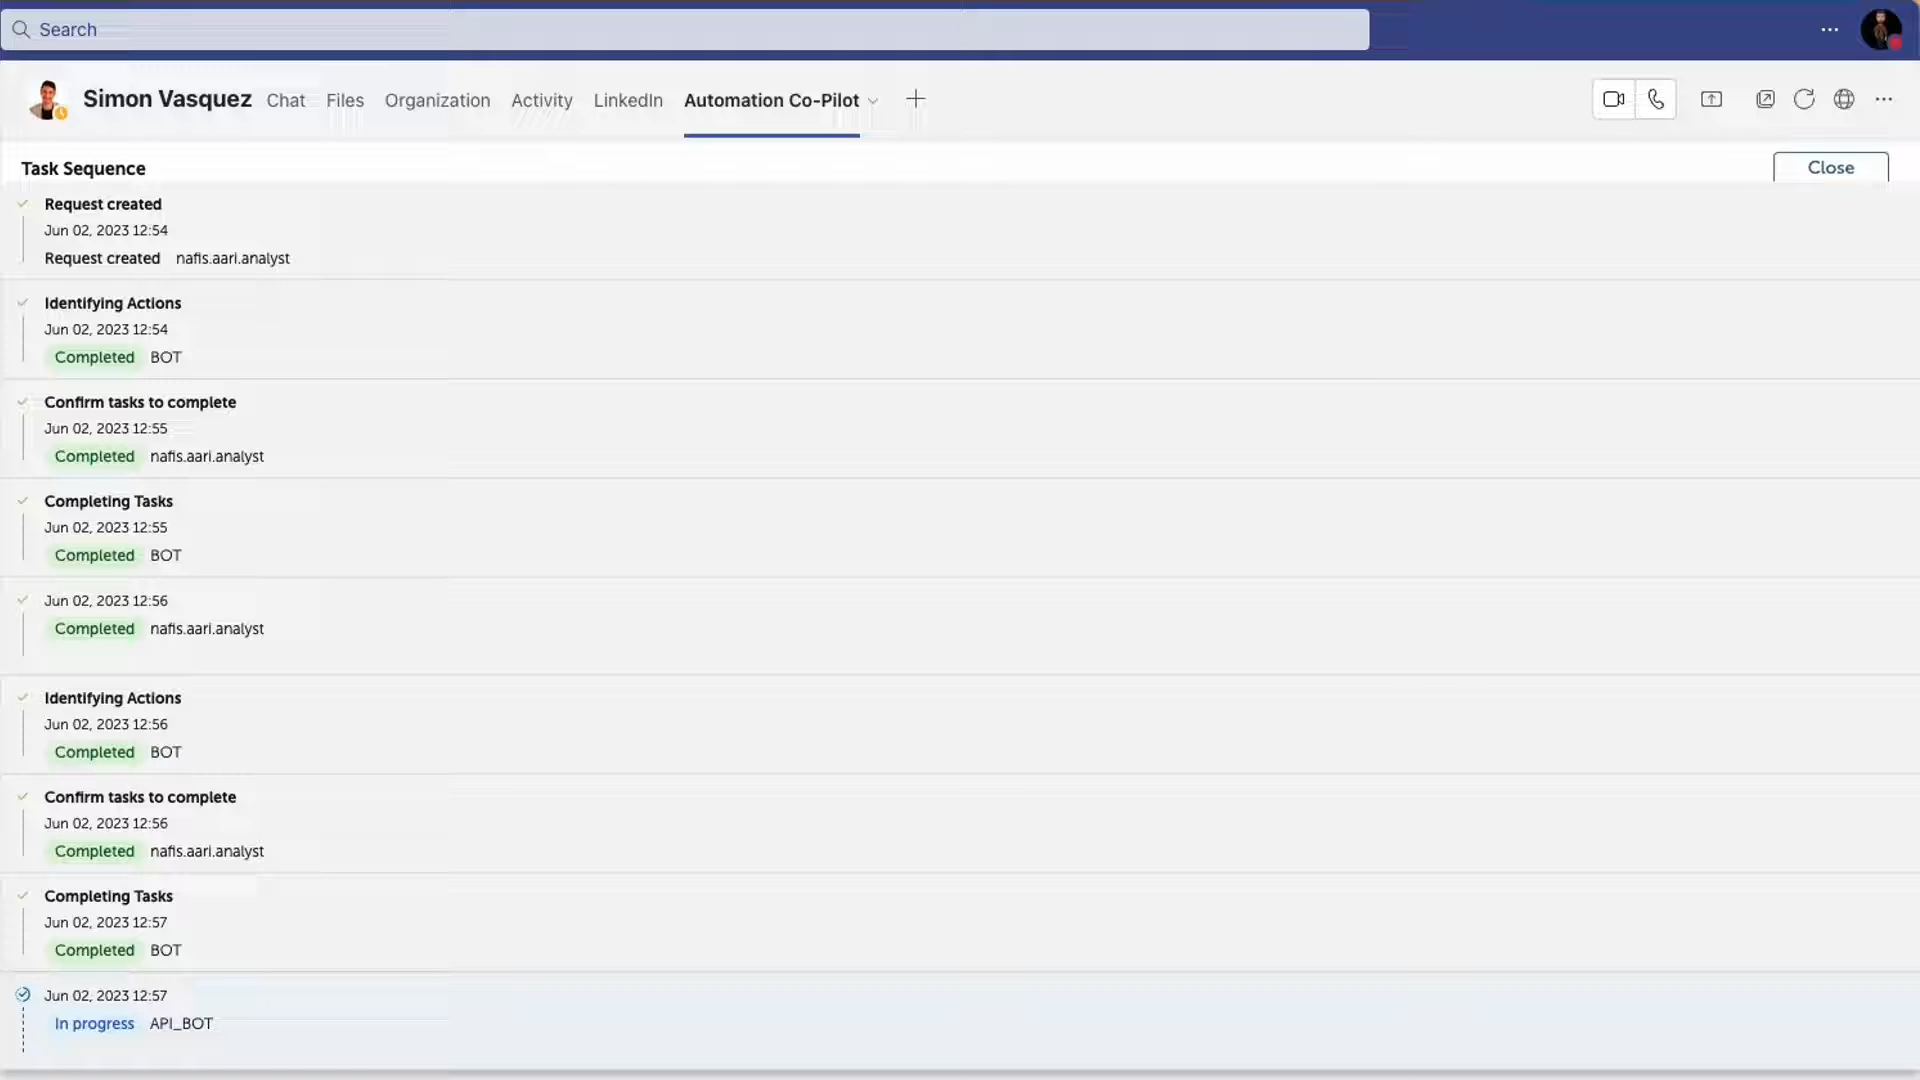 Search
Simon Vasquez Chat Files Organization Activity LinkedIn Automation Co-Pilot
Task Sequence Close
Request created
Jun 02, 2023 12:54
Request created nafis.aari.analyst
Identifying Actions
Jun 02, 2023 12:54
Completed BOT
Confirm tasks to complete
Jun 02, 2023 12:55
Completed nafis.aari.analyst
Completing Tasks
Jun 02, 2023 12:55
Completed BOT
Jun 02, 2023 12:56
Completed nafis.aari.analyst
Identifying Actions
Jun 02, 2023 12:56
Completed BOT
Confirm tasks to complete
Jun 02, 2023 12:56
Completed nafis.aari.analyst
Completing Tasks
Jun 02, 2023 12:57
Completed BOT
Jun 02, 2023 12:57
In progress API_BOT